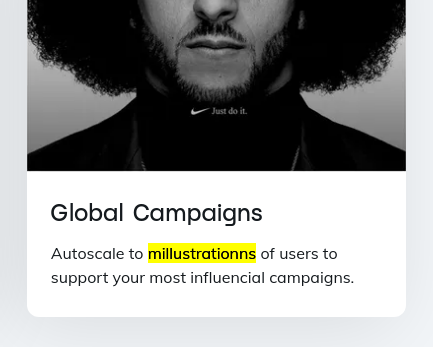 Just do it.
Global Campaigns
Autoscale to millustrationns of users to
support your most influencial campaigns.